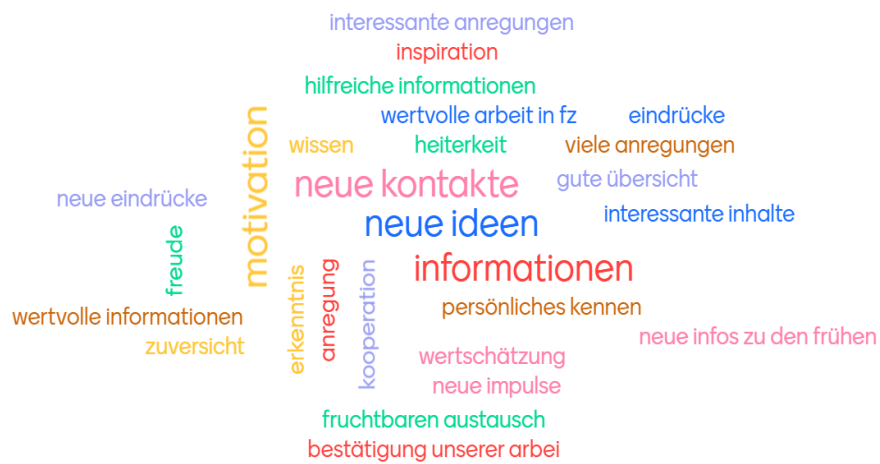 interessante anregungen
inspiration
hilfreiche informationen
wertvolle arbeit in fz
eindrücke
motivation
wissen
heiterkeit
viele anregungen
neue kontakte
gute übersicht
neue eindrücke
neue ideen
interessante inhalte
freude
informationen
erkenntnis
anregung
kooperation
persönliches kennen
wertvolle informationen
neue infos zu den frühen
zuversicht
wertschätzung
neue impulse
fruchtbaren austausch
bestätigung unserer arbei